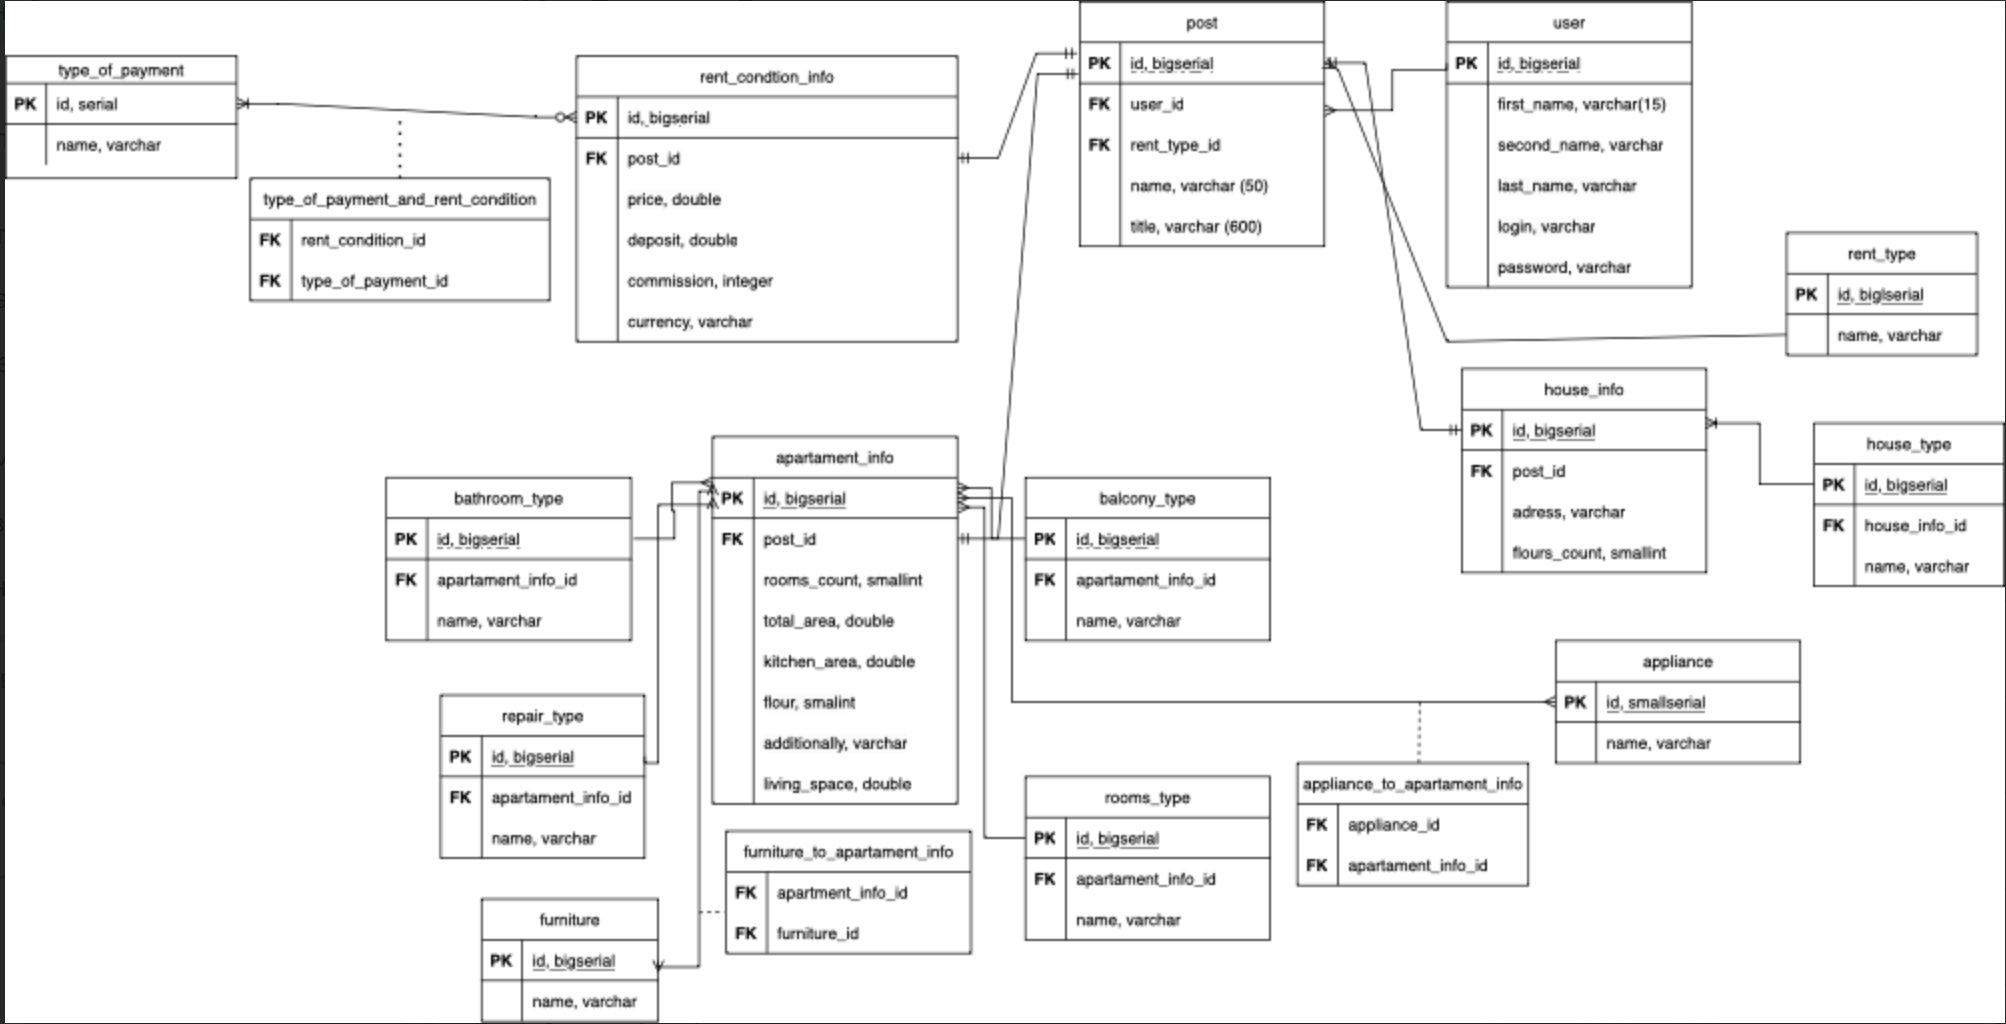 type_of_payment
PK id, serial
name, varchar
type_of_payment_and_rent_condition
FK rent_condition_id
FK type_of_payment_id
rent_condtion_info
PK id, bigserial
FK post_id
price, double
deposit, double
commission, integer
currency, varchar
post
PK id, bigserial
FK user_id
FK rent_type_id
name, varchar (50)
title, varchar (600)
user
PK id, bigserial
first_name, varchar(15)
second_name, varchar
last_name, varchar
login, varchar
password, varchar
rent_type
PK id, biglserial
name, varchar
house_info
PK id, bigserial
FK post_id
adress, varchar
flours_count, smallint
house_type
PK id, bigserial
FK house_info_id
name, varchar
bathroom_type
PK id, bigserial
FK apartament_info_id
name, varchar
apartament_info
PK id, bigserial
FK post_id
rooms_count, smallint
total_area, double
kitchen_area, double
flour, smalint
additionally, varchar
living_space, double
balcony_type
PK id, bigserial
FK apartament_info_id
name, varchar
repair_type
PK id, bigserial
FK apartament_info_id
name, varchar
appliance
PK id, smallserial
name, varchar
appliance_to_apartament_info
FK appliance_id
FK apartament_info_id
rooms_type
PK id, bigserial
FK apartament_info_id
name, varchar
furniture_to_apartament_info
FK apartment_info_id
FK furniture_id
furniture
PK id, bigserial
name, varchar